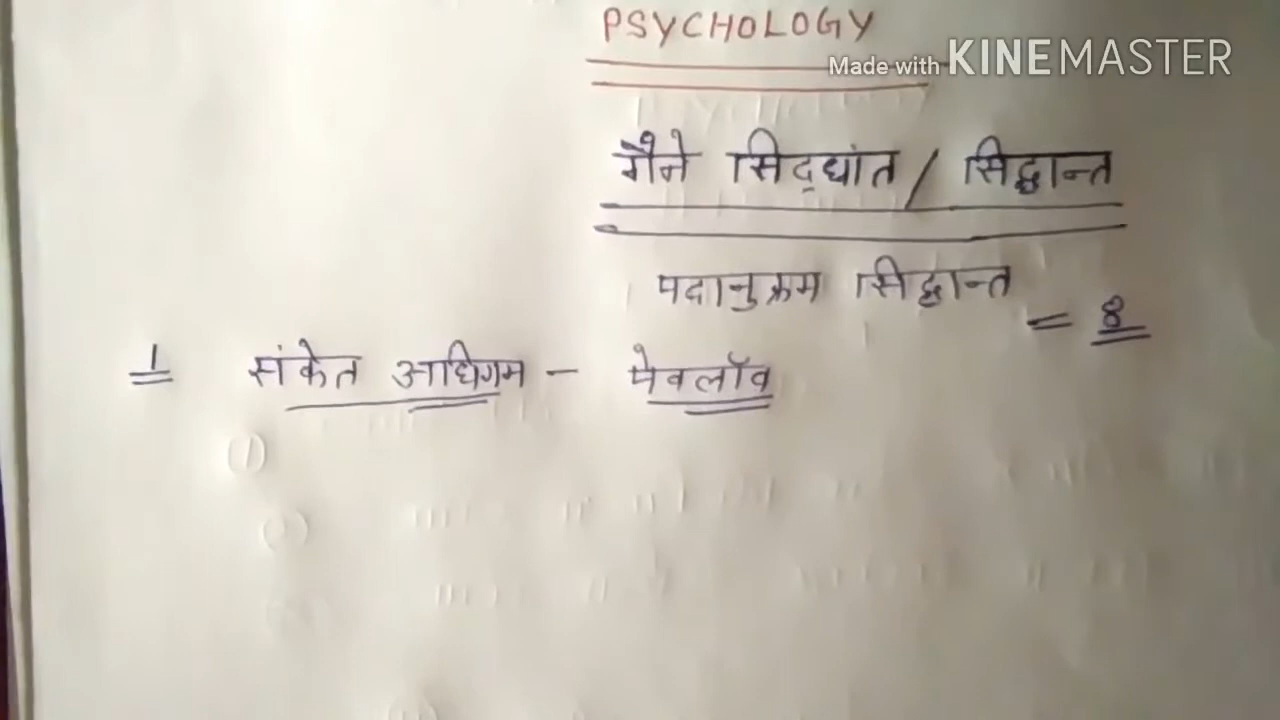 PSYCHOLOGY
Made with KINEMASTER
गैने सिद्धांत / सिद्धान्त
पदानुक्रम सिद्धान्त
= 8
1 संकेत अधिगम - पेवलॉव